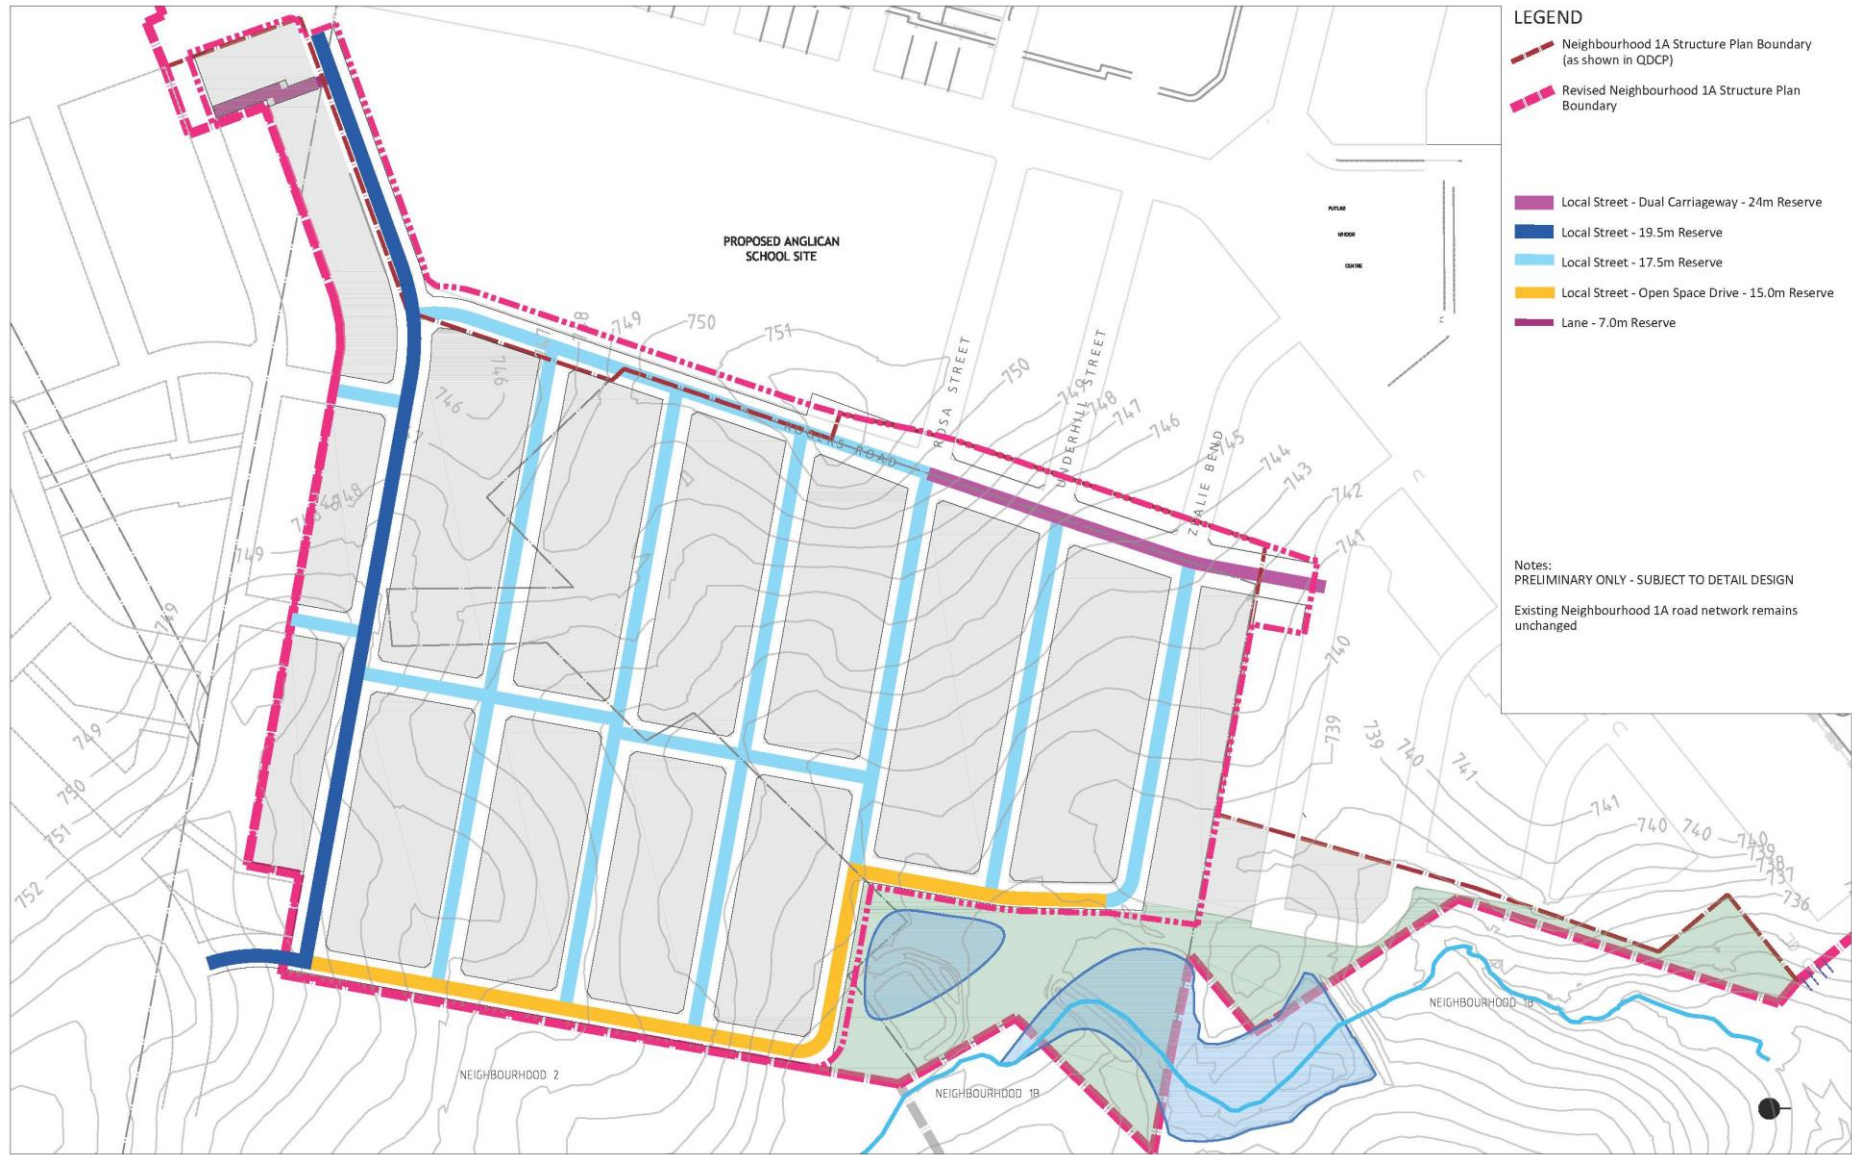 LEGEND
Neighbourhood 1A Structure Plan Boundary
(as shown in QDCP)
Revised Neighbourhood 1A Structure Plan
Boundary
Local Street - Dual Carriageway - 24m Reserve
Local Street - 19.5m Reserve
Local Street - 17.5m Reserve
Local Street - Open Space Drive - 15.0m Reserve
Lane - 7.0m Reserve
Notes:
PRELIMINARY ONLY - SUBJECT TO DETAIL DESIGN
Existing Neighbourhood 1A road network remains
unchanged
PROPOSED ANGLICAN
SCHOOL SITE
FUTURE
CENTRE
ROSA STREET
UNDERHILL STREET
ROGERS ROAD
749
750
751
746
746
750
749
748
747
746
745
744
743
742
741
740
739
739
740
741
741
740
740
737
736
748
749
749
749
750
751
752
NEIGHBOURHOOD 2
NEIGHBOURHOOD 1B
NEIGHBOURHOOD 1B